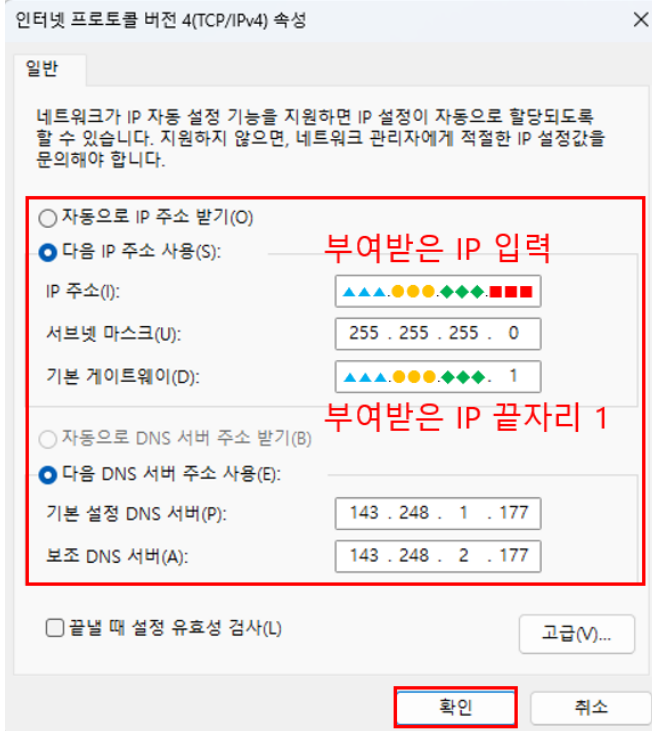 인터넷 프로토콜 버전 4(TCP/IPv4) 속성
일반
네트워크가 IP 자동 설정 기능을 지원하면 IP 설정이 자동으로 할당되도록
할 수 있습니다. 지원하지 않으면, 네트워크 관리자에게 적절한 IP 설정값을
문의해야 합니다.
자동으로 IP 주소 받기(O)
다음 IP 주소 사용(S):
부여받은 IP 입력
IP 주소(I): ▲▲▲.●●●.◆◆◆.■■■
서브넷 마스크(U): 255 . 255 . 255 . 0
기본 게이트웨이(D): ▲▲▲.●●●.◆◆◆. 1
부여받은 IP 끝자리 1
자동으로 DNS 서버 주소 받기(B)
다음 DNS 서버 주소 사용(E):
기본 설정 DNS 서버(P): 143 . 248 . 1 . 177
보조 DNS 서버(A): 143 . 248 . 2 . 177
끝낼 때 설정 유효성 검사(L)
고급(V)...
확인 취소